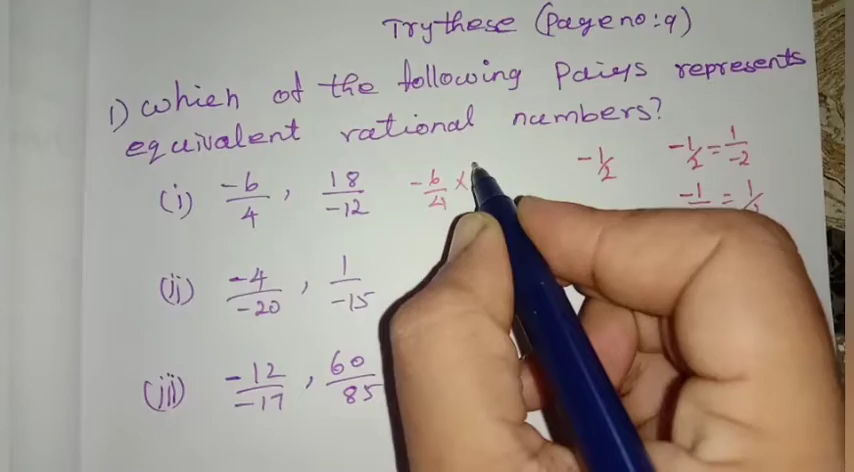 Try these (Page no: 9)
1) Which of the following Pairs represents
equivalent rational numbers?
(i) -6/4, 18/-12 -6/4 × -1/2 -1/2 = 1/-2
(ii) -4/-20, 1/-15
(iii) -12/-17, 60/85